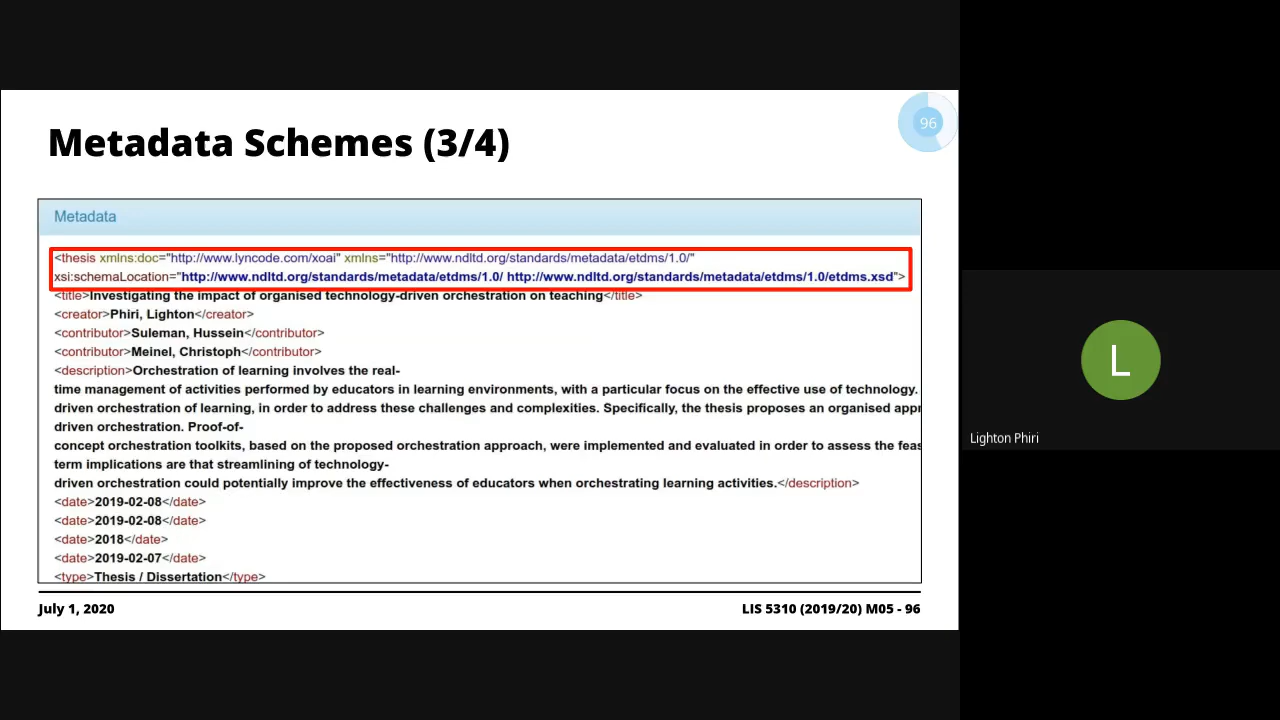 Metadata Schemes (3/4)
96
Metadata
<thesis xmlns:doc="http://www.lyncode.com/xoai" xmlns="http://www.ndltd.org/standards/metadata/etdms/1.0/"
xsi:schemaLocation="http://www.ndltd.org/standards/metadata/etdms/1.0/ http://www.ndltd.org/standards/metadata/etdms/1.0/etdms.xsd">
<title>Investigating the impact of organised technology-driven orchestration on teaching</title>
<creator>Phiri, Lighton</creator>
<contributor>Suleman, Hussein</contributor>
<contributor>Meinel, Christoph</contributor>
<description>Orchestration of learning involves the real-
time management of activities performed by educators in learning environments, with a particular focus on the effective use of technology.
driven orchestration of learning, in order to address these challenges and complexities. Specifically, the thesis proposes an organised appr
driven orchestration. Proof-of-
concept orchestration toolkits, based on the proposed orchestration approach, were implemented and evaluated in order to assess the feas
term implications are that streamlining of technology-
driven orchestration could potentially improve the effectiveness of educators when orchestrating learning activities.</description>
<date>2019-02-08</date>
<date>2019-02-08</date>
<date>2018</date>
<date>2019-02-07</date>
<type>Thesis / Dissertation</type>
July 1, 2020
LIS 5310 (2019/20) M05 - 96
L
Lighton Phiri